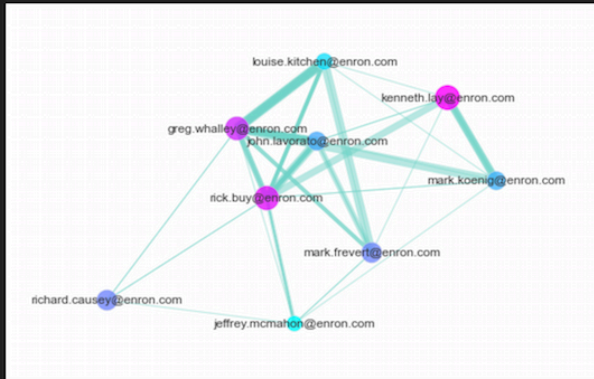 louise.kitchen@enron.com
kenneth.lay@enron.com
greg.whalley@enron.com
john.lavorato@enron.com
mark.koenig@enron.com
rick.buy@enron.com
mark.frevert@enron.com
richard.causey@enron.com
jeffrey.mcmahon@enron.com